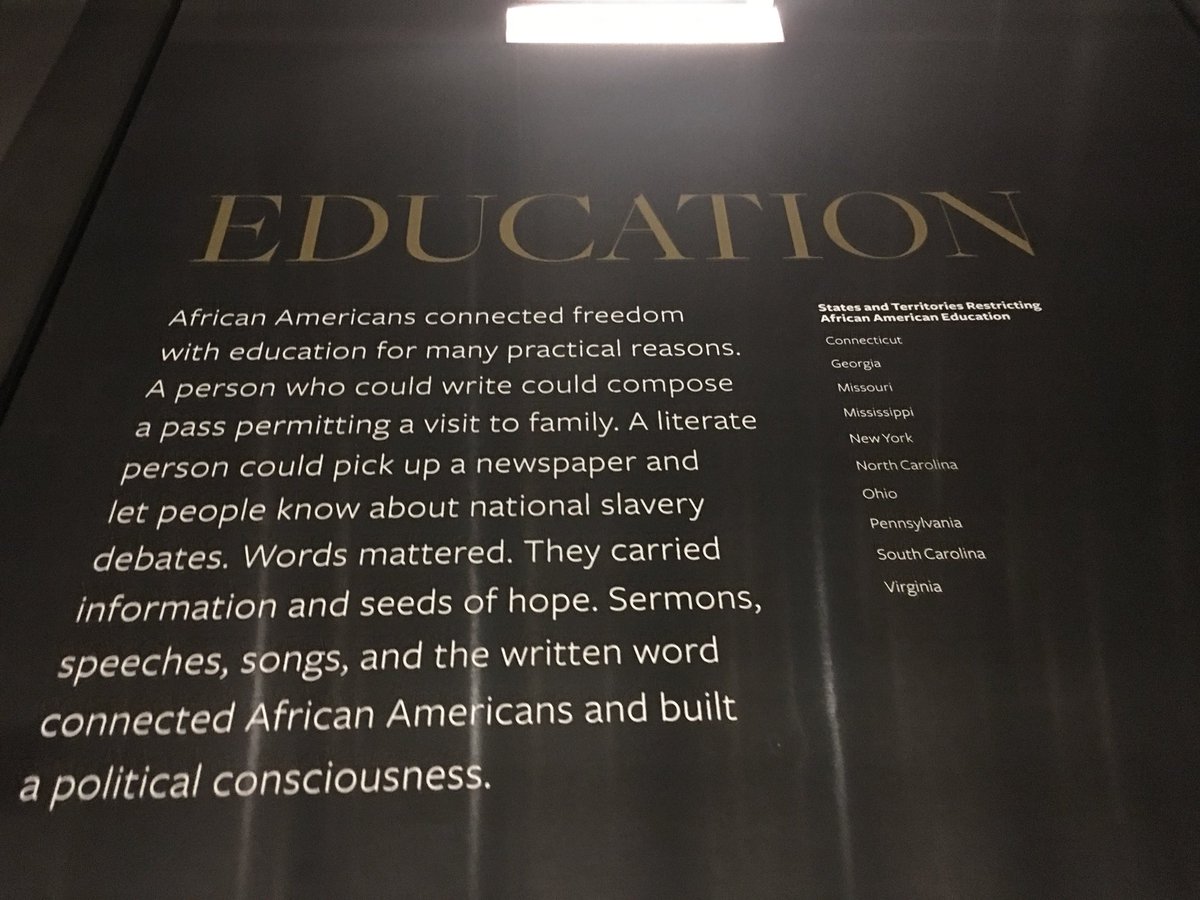 EDUCATION
African Americans connected freedom
with education for many practical reasons.
A person who could write could compose
a pass permitting a visit to family. A literate
person could pick up a newspaper and
let people know about national slavery
debates. Words mattered. They carried
information and seeds of hope. Sermons,
speeches, songs, and the written word
connected African Americans and built
a political consciousness.
States and Territories Restricting
African American Education
Connecticut
Georgia
Missouri
Mississippi
New York
North Carolina
Ohio
Pennsylvania
South Carolina
Virginia